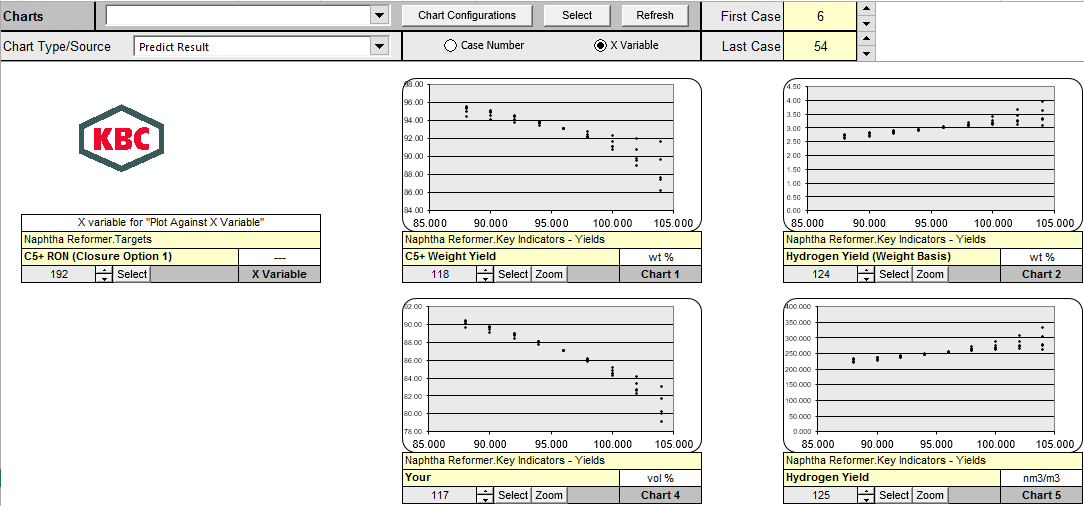 Charts
Chart Configurations Select Refresh First Case 6
Chart Type/Source Predict Result
Case Number X Variable Last Case 54
KBC
X variable for "Plot Against X Variable"
Naphtha Reformer.Targets
C5+ RON (Closure Option 1) ---
192 Select X Variable
98.00
96.00
94.00
92.00
90.00
88.00
86.00
84.00
85.000 90.000 95.000 100.000 105.000
Naphtha Reformer.Key Indicators - Yields
C5+ Weight Yield wt %
118 Select Zoom Chart 1
4.50
4.00
3.50
3.00
2.50
2.00
1.50
1.00
0.50
0.00
85.000 90.000 95.000 100.000 105.000
Naphtha Reformer.Key Indicators - Yields
Hydrogen Yield (Weight Basis) wt %
124 Select Zoom Chart 2
92.00
90.00
88.00
86.00
84.00
82.00
80.00
78.00
85.000 90.000 95.000 100.000 105.000
Naphtha Reformer.Key Indicators - Yields
Your vol %
117 Select Zoom Chart 4
400.000
350.000
300.000
250.000
200.000
150.000
100.000
50.000
0.000
85.000 90.000 95.000 100.000 105.000
Naphtha Reformer.Key Indicators - Yields
Hydrogen Yield nm3/m3
125 Select Zoom Chart 5